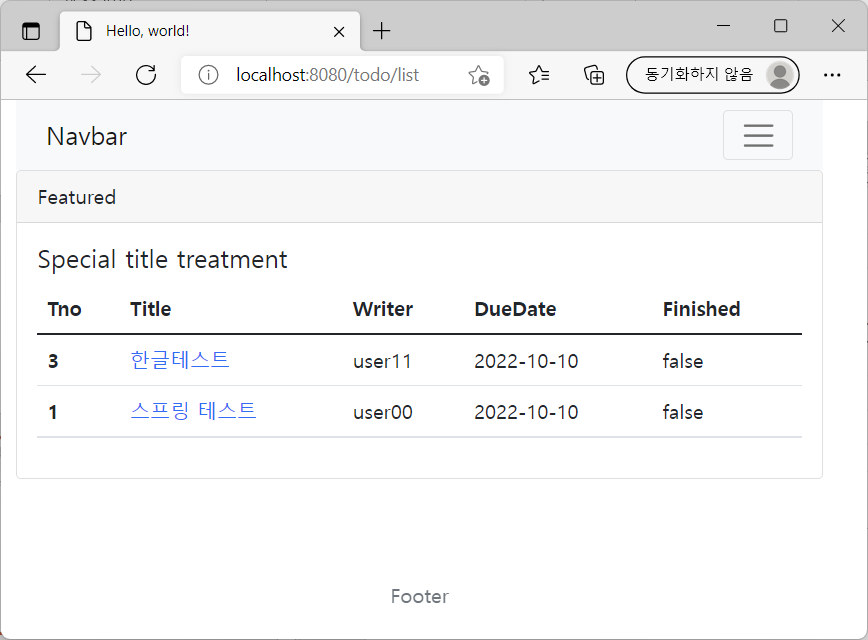 Hello, world!
localhost:8080/todo/list
동기화하지 않음
Navbar
Featured
Special title treatment
Tno Title Writer DueDate Finished
3 한글테스트 user11 2022-10-10 false
1 스프링 테스트 user00 2022-10-10 false
Footer